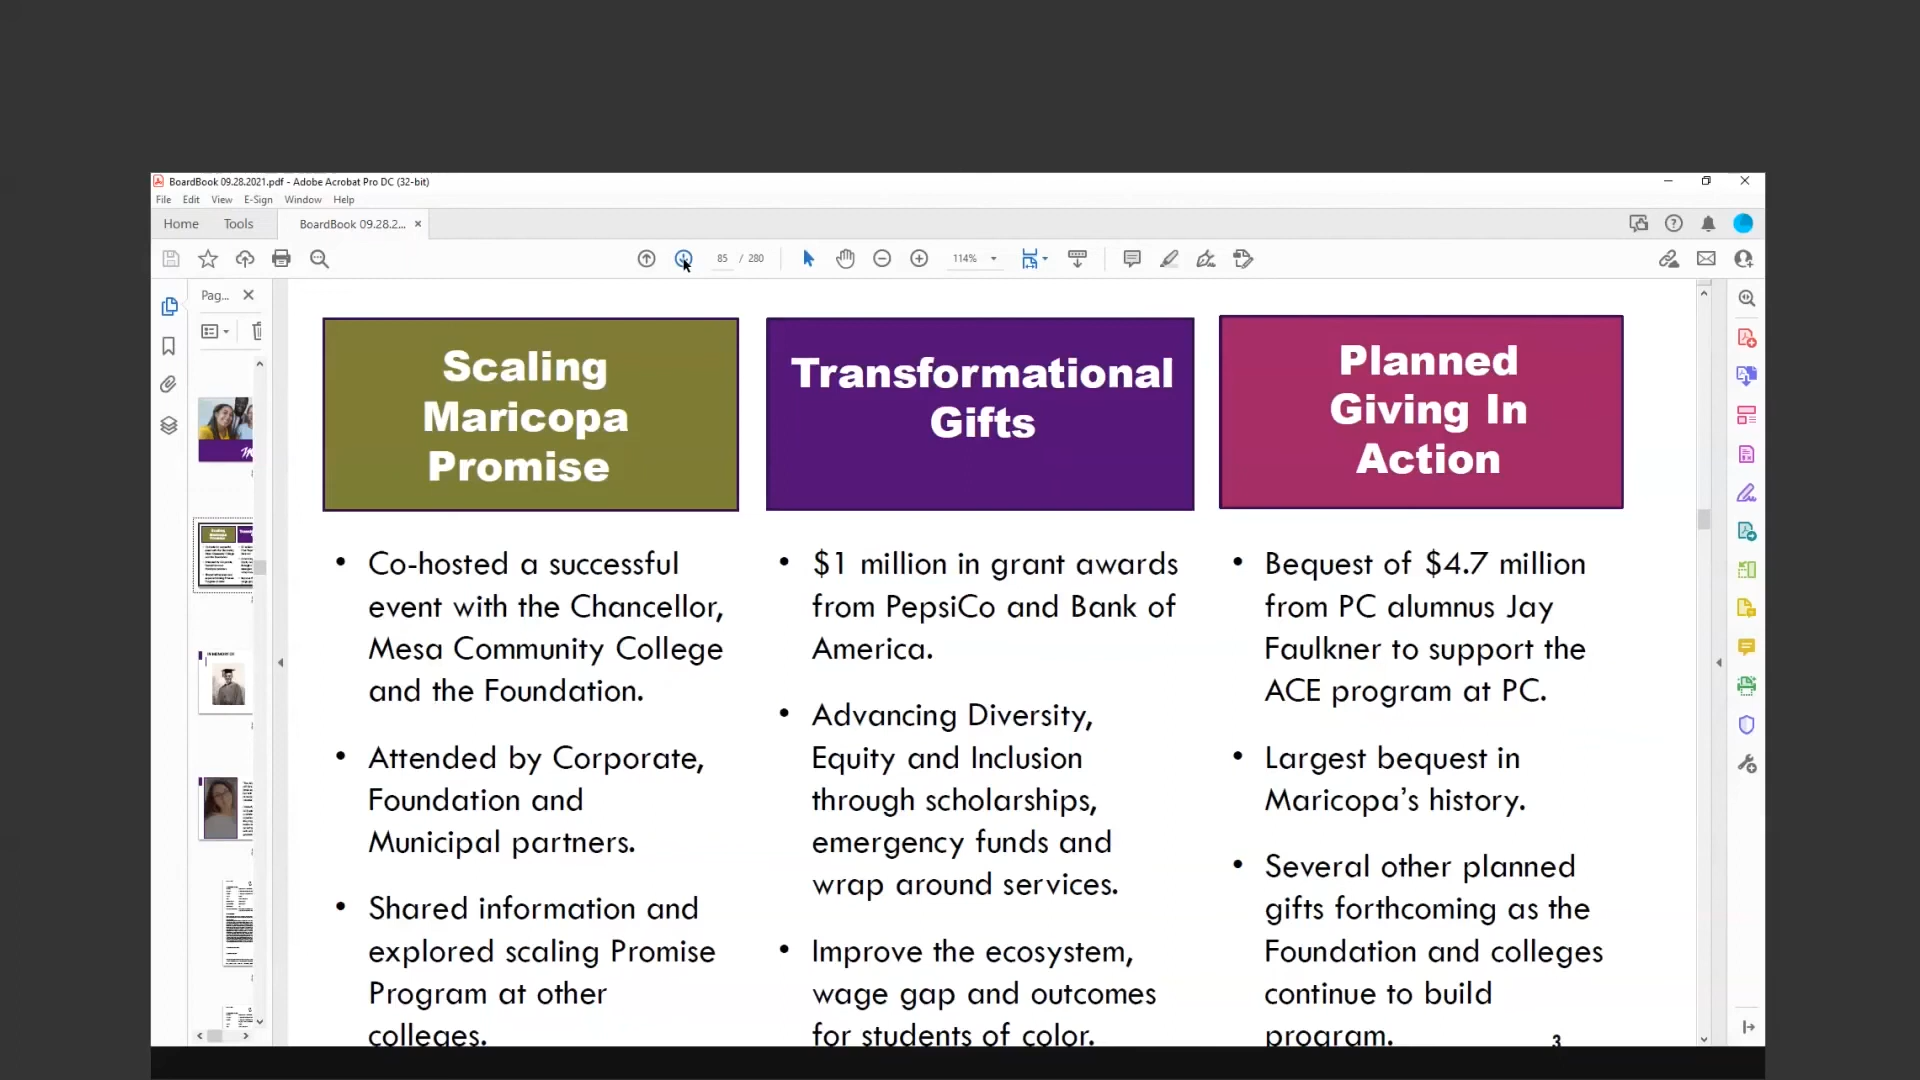 BoardBook 09.28.2021.pdf - Adobe Acrobat Pro DC (32-bit)
File Edit View E-Sign Window Help
Home Tools BoardBook 09.28.2... ×
85 / 280 114%
Pag...
Scaling
Maricopa
Promise
• Co-hosted a successful
event with the Chancellor,
Mesa Community College
and the Foundation.
• Attended by Corporate,
Foundation and
Municipal partners.
• Shared information and
explored scaling Promise
Program at other
colleges.
Transformational
Gifts
• $1 million in grant awards
from PepsiCo and Bank of
America.
• Advancing Diversity,
Equity and Inclusion
through scholarships,
emergency funds and
wrap around services.
• Improve the ecosystem,
wage gap and outcomes
for students of color.
Planned
Giving In
Action
• Bequest of $4.7 million
from PC alumnus Jay
Faulkner to support the
ACE program at PC.
• Largest bequest in
Maricopa’s history.
• Several other planned
gifts forthcoming as the
Foundation and colleges
continue to build
program.
3